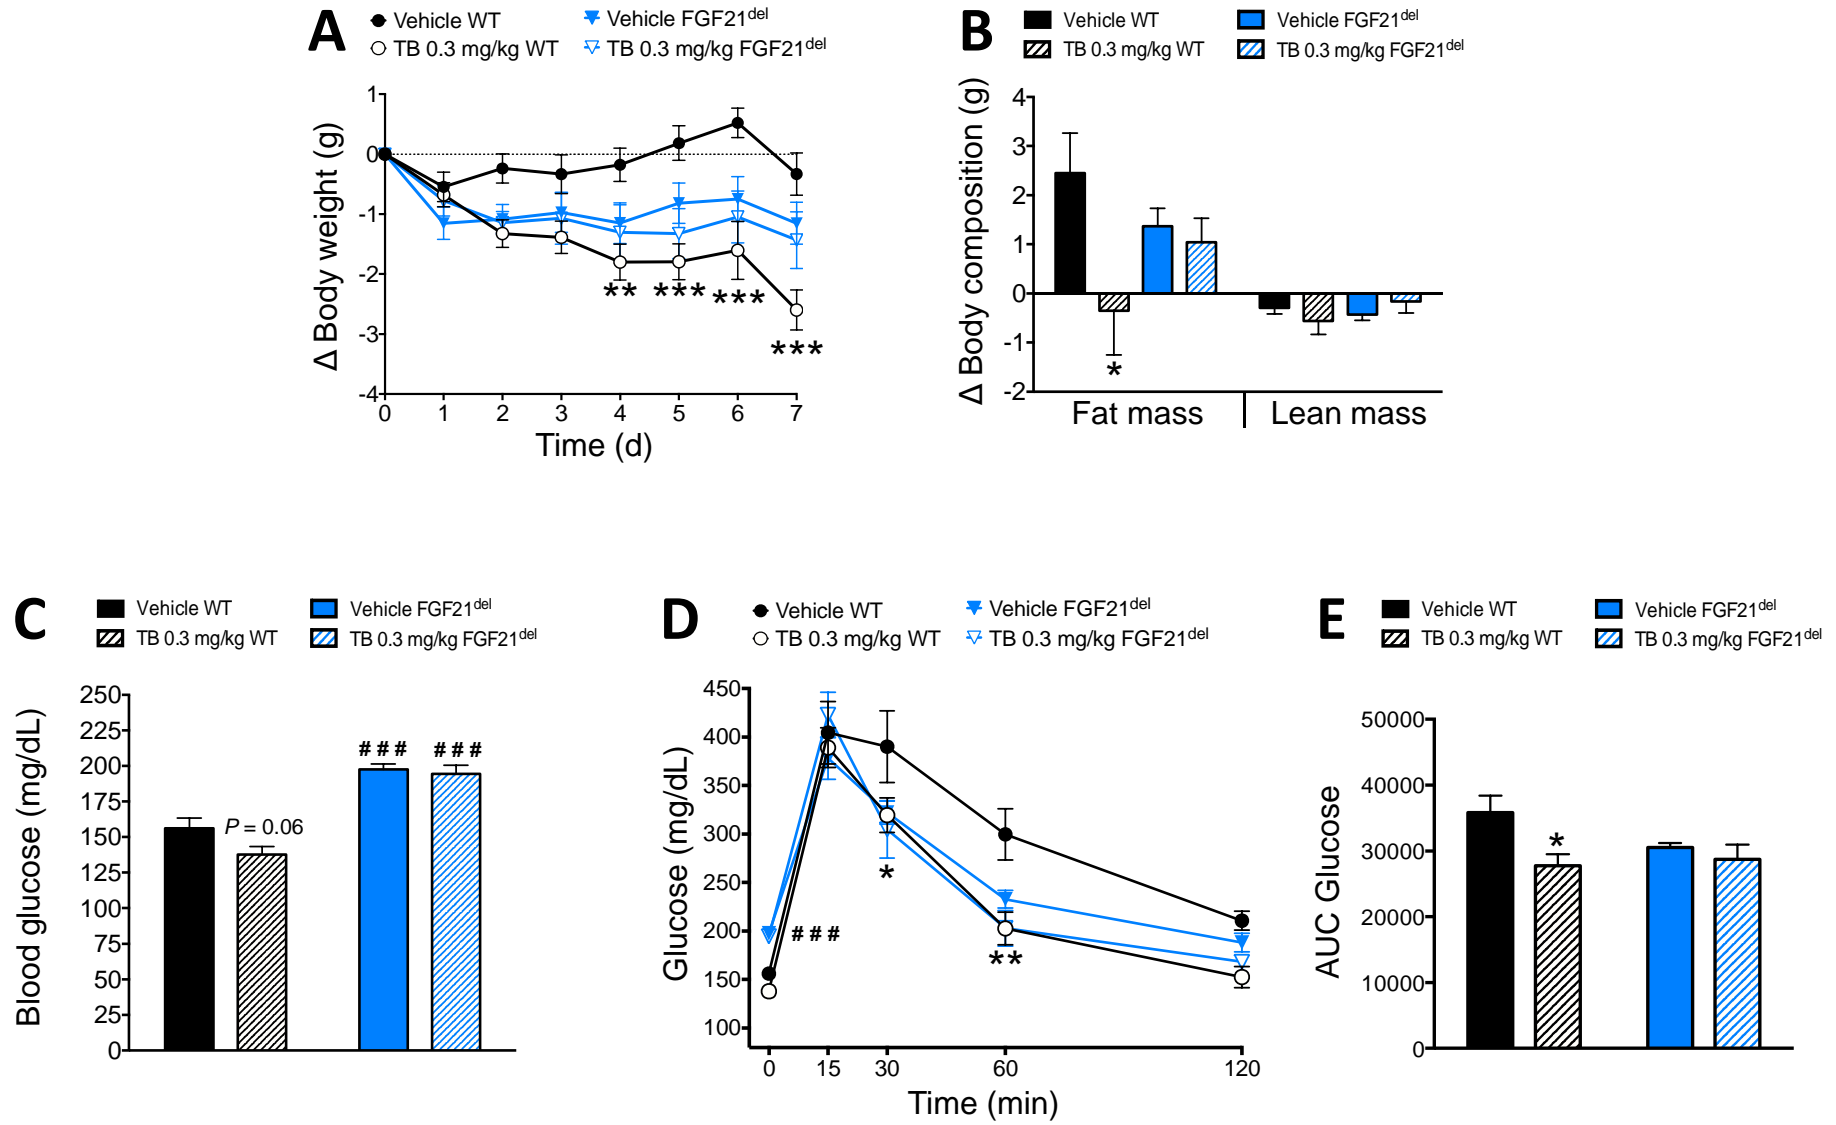 A
Vehicle WT
Vehicle FGF21del
TB 0.3 mg/kg WT
TB 0.3 mg/kg FGF21del
Δ Body weight (g)
1
0
-1
-2
-3
-4
** *** *** ***
0 1 2 3 4 5 6 7
Time (d)
B
Vehicle WT
Vehicle FGF21del
TB 0.3 mg/kg WT
TB 0.3 mg/kg FGF21del
Δ Body composition (g)
4
3
2
1
0
-1
-2
*
Fat mass
Lean mass
C
Vehicle WT
Vehicle FGF21del
TB 0.3 mg/kg WT
TB 0.3 mg/kg FGF21del
Blood glucose (mg/dL)
250
225
200
175
150
125
100
75
50
25
0
P = 0.06
### ###
D
Vehicle WT
Vehicle FGF21del
TB 0.3 mg/kg WT
TB 0.3 mg/kg FGF21del
Glucose (mg/dL)
450
400
350
300
250
200
150
100
###
*
**
0 15 30 60 120
Time (min)
E
Vehicle WT
Vehicle FGF21del
TB 0.3 mg/kg WT
TB 0.3 mg/kg FGF21del
AUC Glucose
50000
40000
30000
20000
10000
0
*